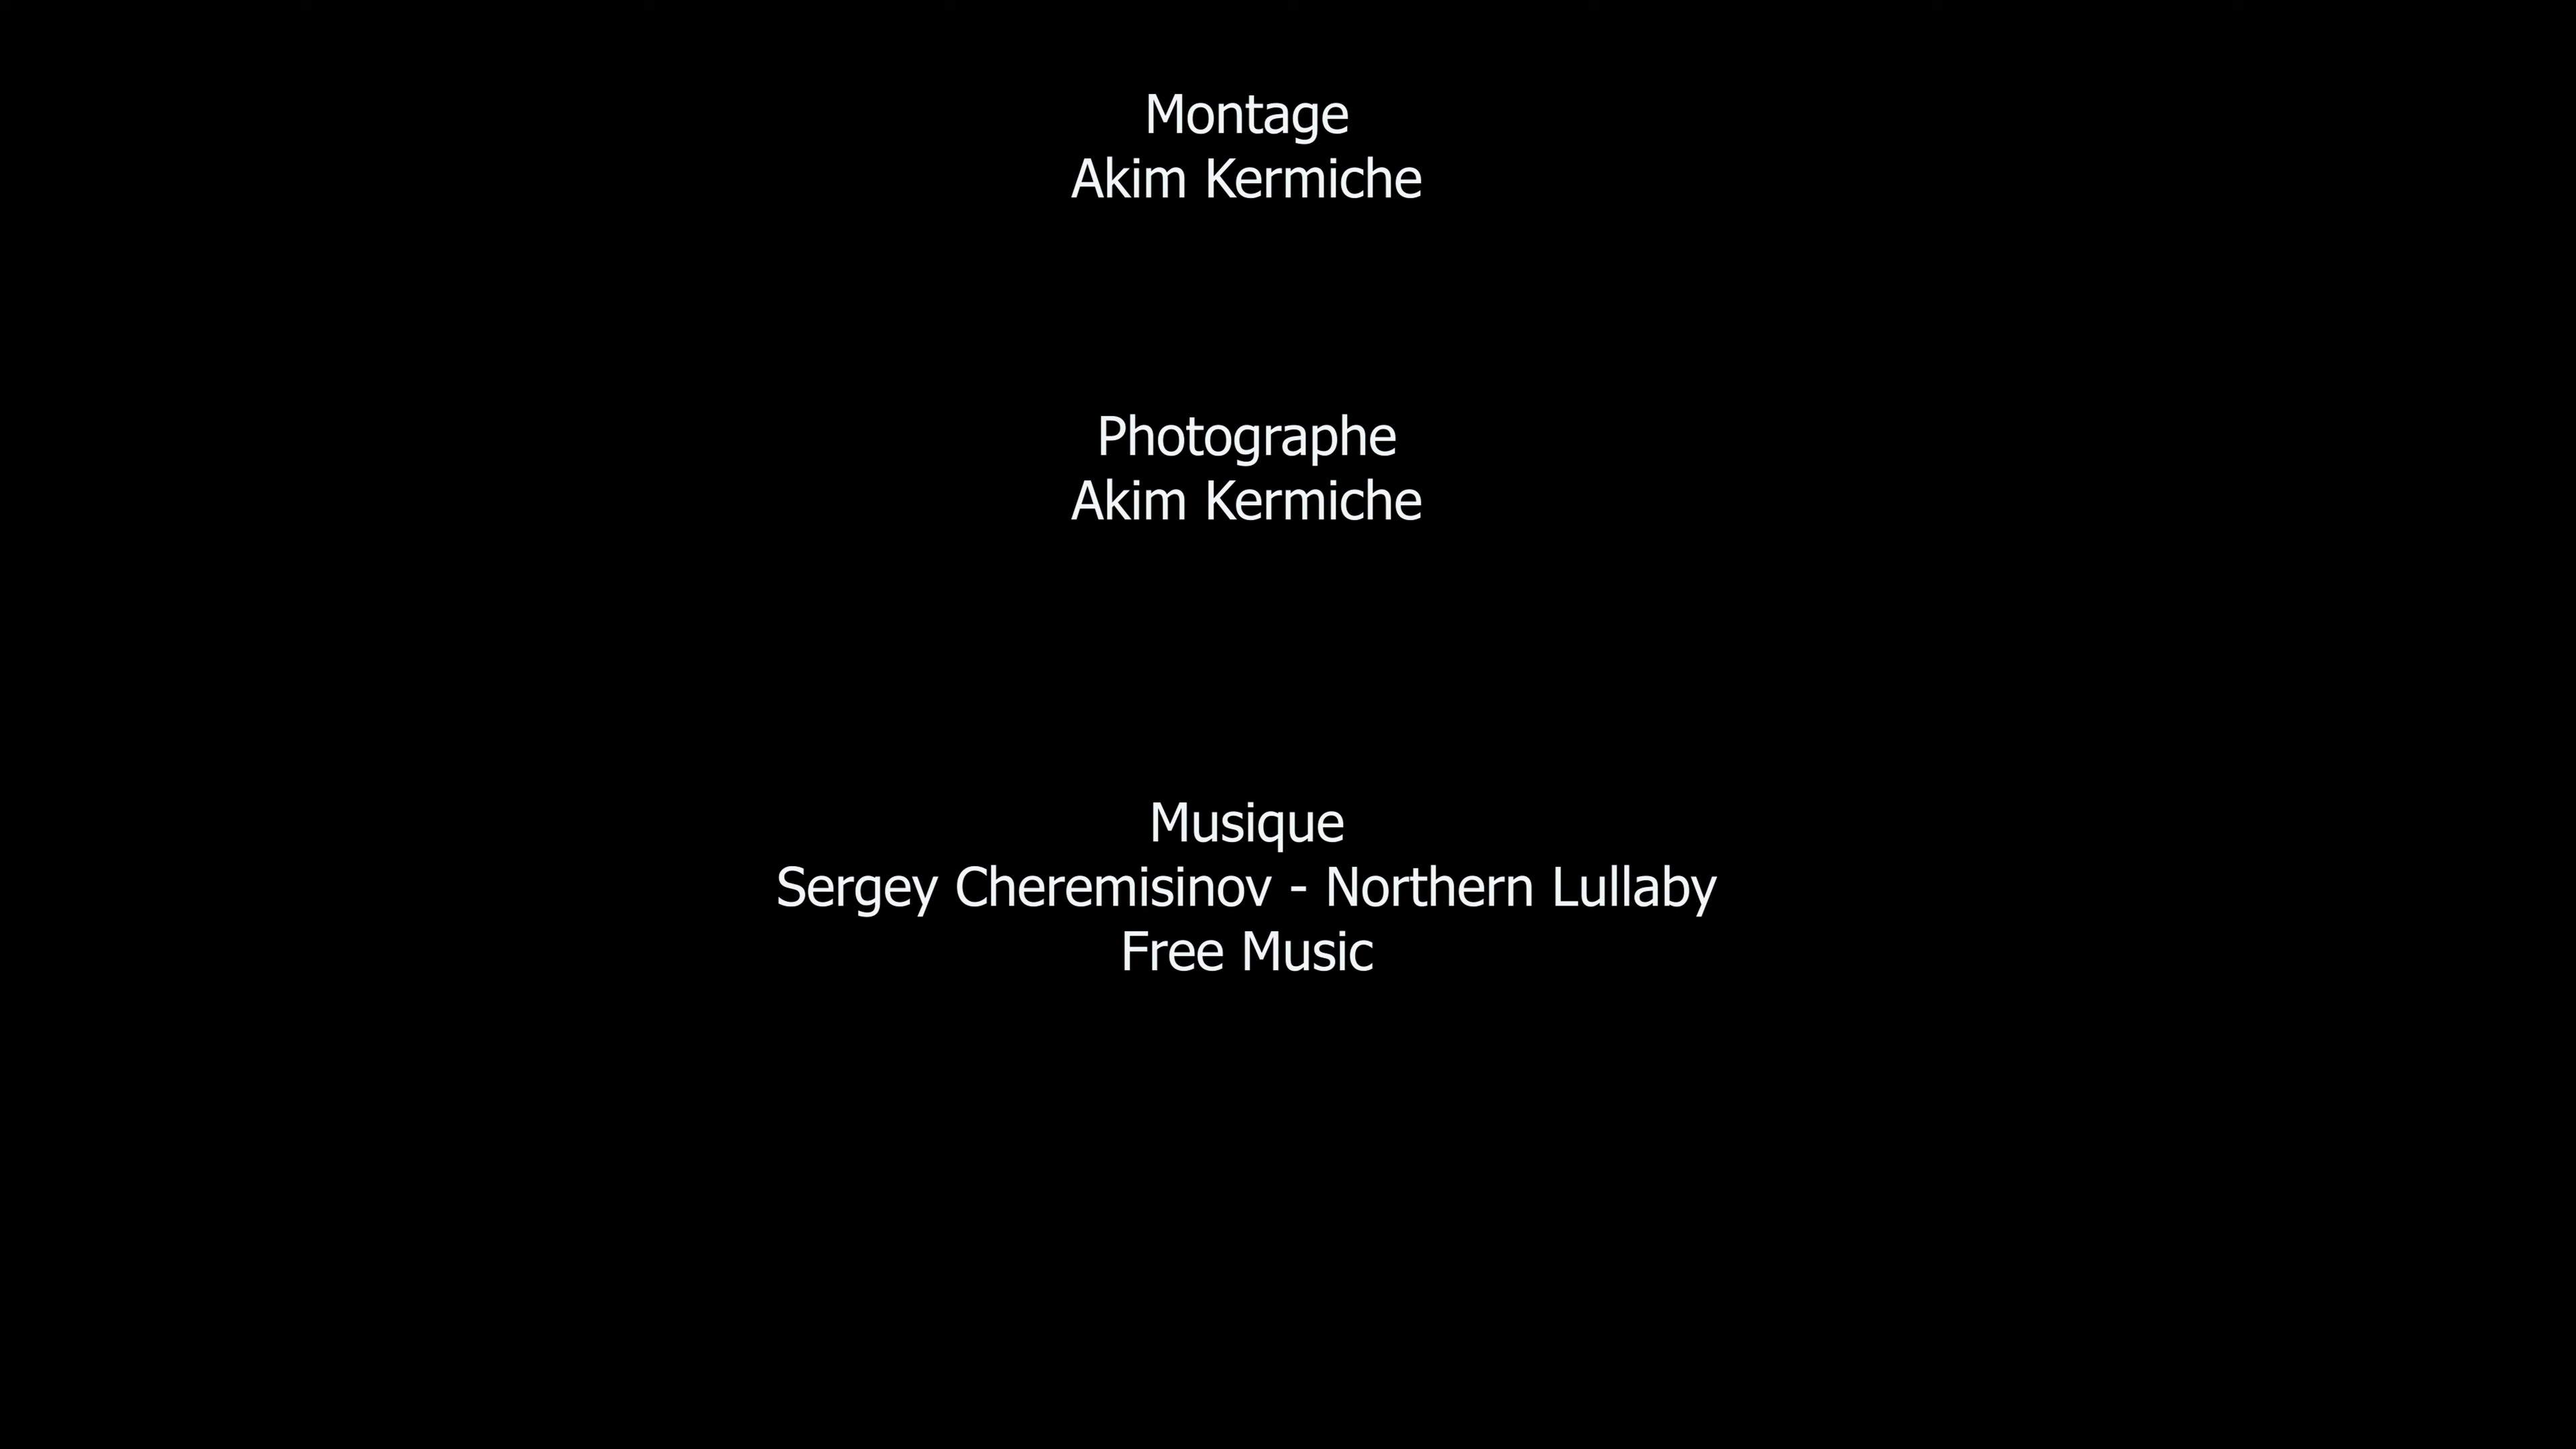 Montage
Akim Kermiche
Photographe
Akim Kermiche
Musique
Sergey Cheremisinov - Northern Lullaby
Free Music